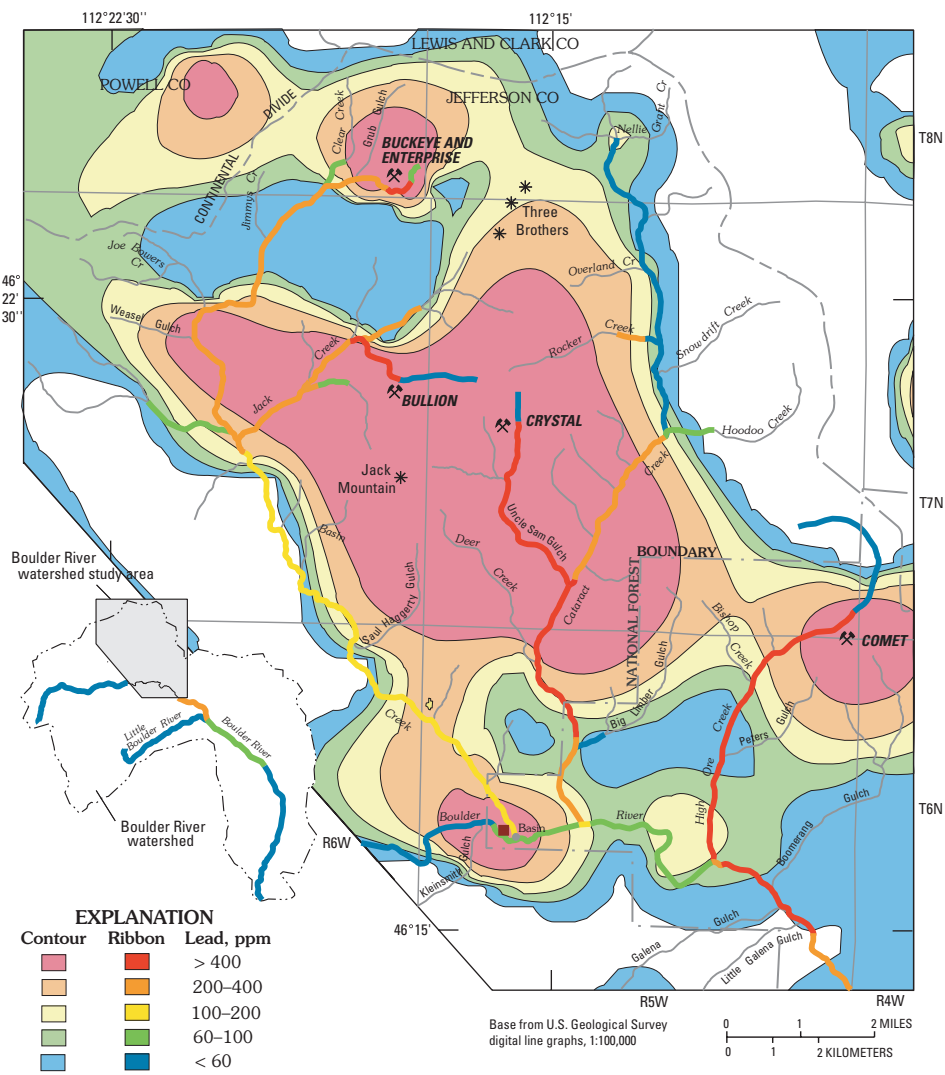 112°22'30''
112°15'
LEWIS AND CLARK CO
POWELL CO
JEFFERSON CO
CONTINENTAL
DIVIDE
Clear Creek
Grub Gulch
Nellie
Grant Cr
T8N
BUCKEYE AND
ENTERPRISE
Jimmys Cr
Three
Brothers
Joe Bowers
Cr
Overland Cr
46°
22'
30''
Weasel Gulch
Creek
Rocker
Creek
Snowdrift Creek
BULLION
Jack
CRYSTAL
Hoodoo Creek
Creek
Jack
Mountain
T7N
Basin
Uncle Sam Gulch
Deer
Creek
BOUNDARY
NATIONAL FOREST
Boulder River
watershed study area
Cataract
Saul Haggerty Gulch
Bishop
Creek
COMET
Creek
Big Limber
Gulch
Creek
Gulch
Peters
Ore
High
Little
Boulder River
Boulder River
Gulch
Boomerang
T6N
Boulder
Basin
River
Boulder River
watershed
R6W
Kleinsmith Gulch
46°15'
Galena
Gulch
Little Galena Gulch
R5W
R4W
EXPLANATION
Contour Ribbon Lead, ppm
> 400
200–400
100–200
60–100
< 60
Base from U.S. Geological Survey
digital line graphs, 1:100,000
0 1 2 MILES
0 1 2 KILOMETERS